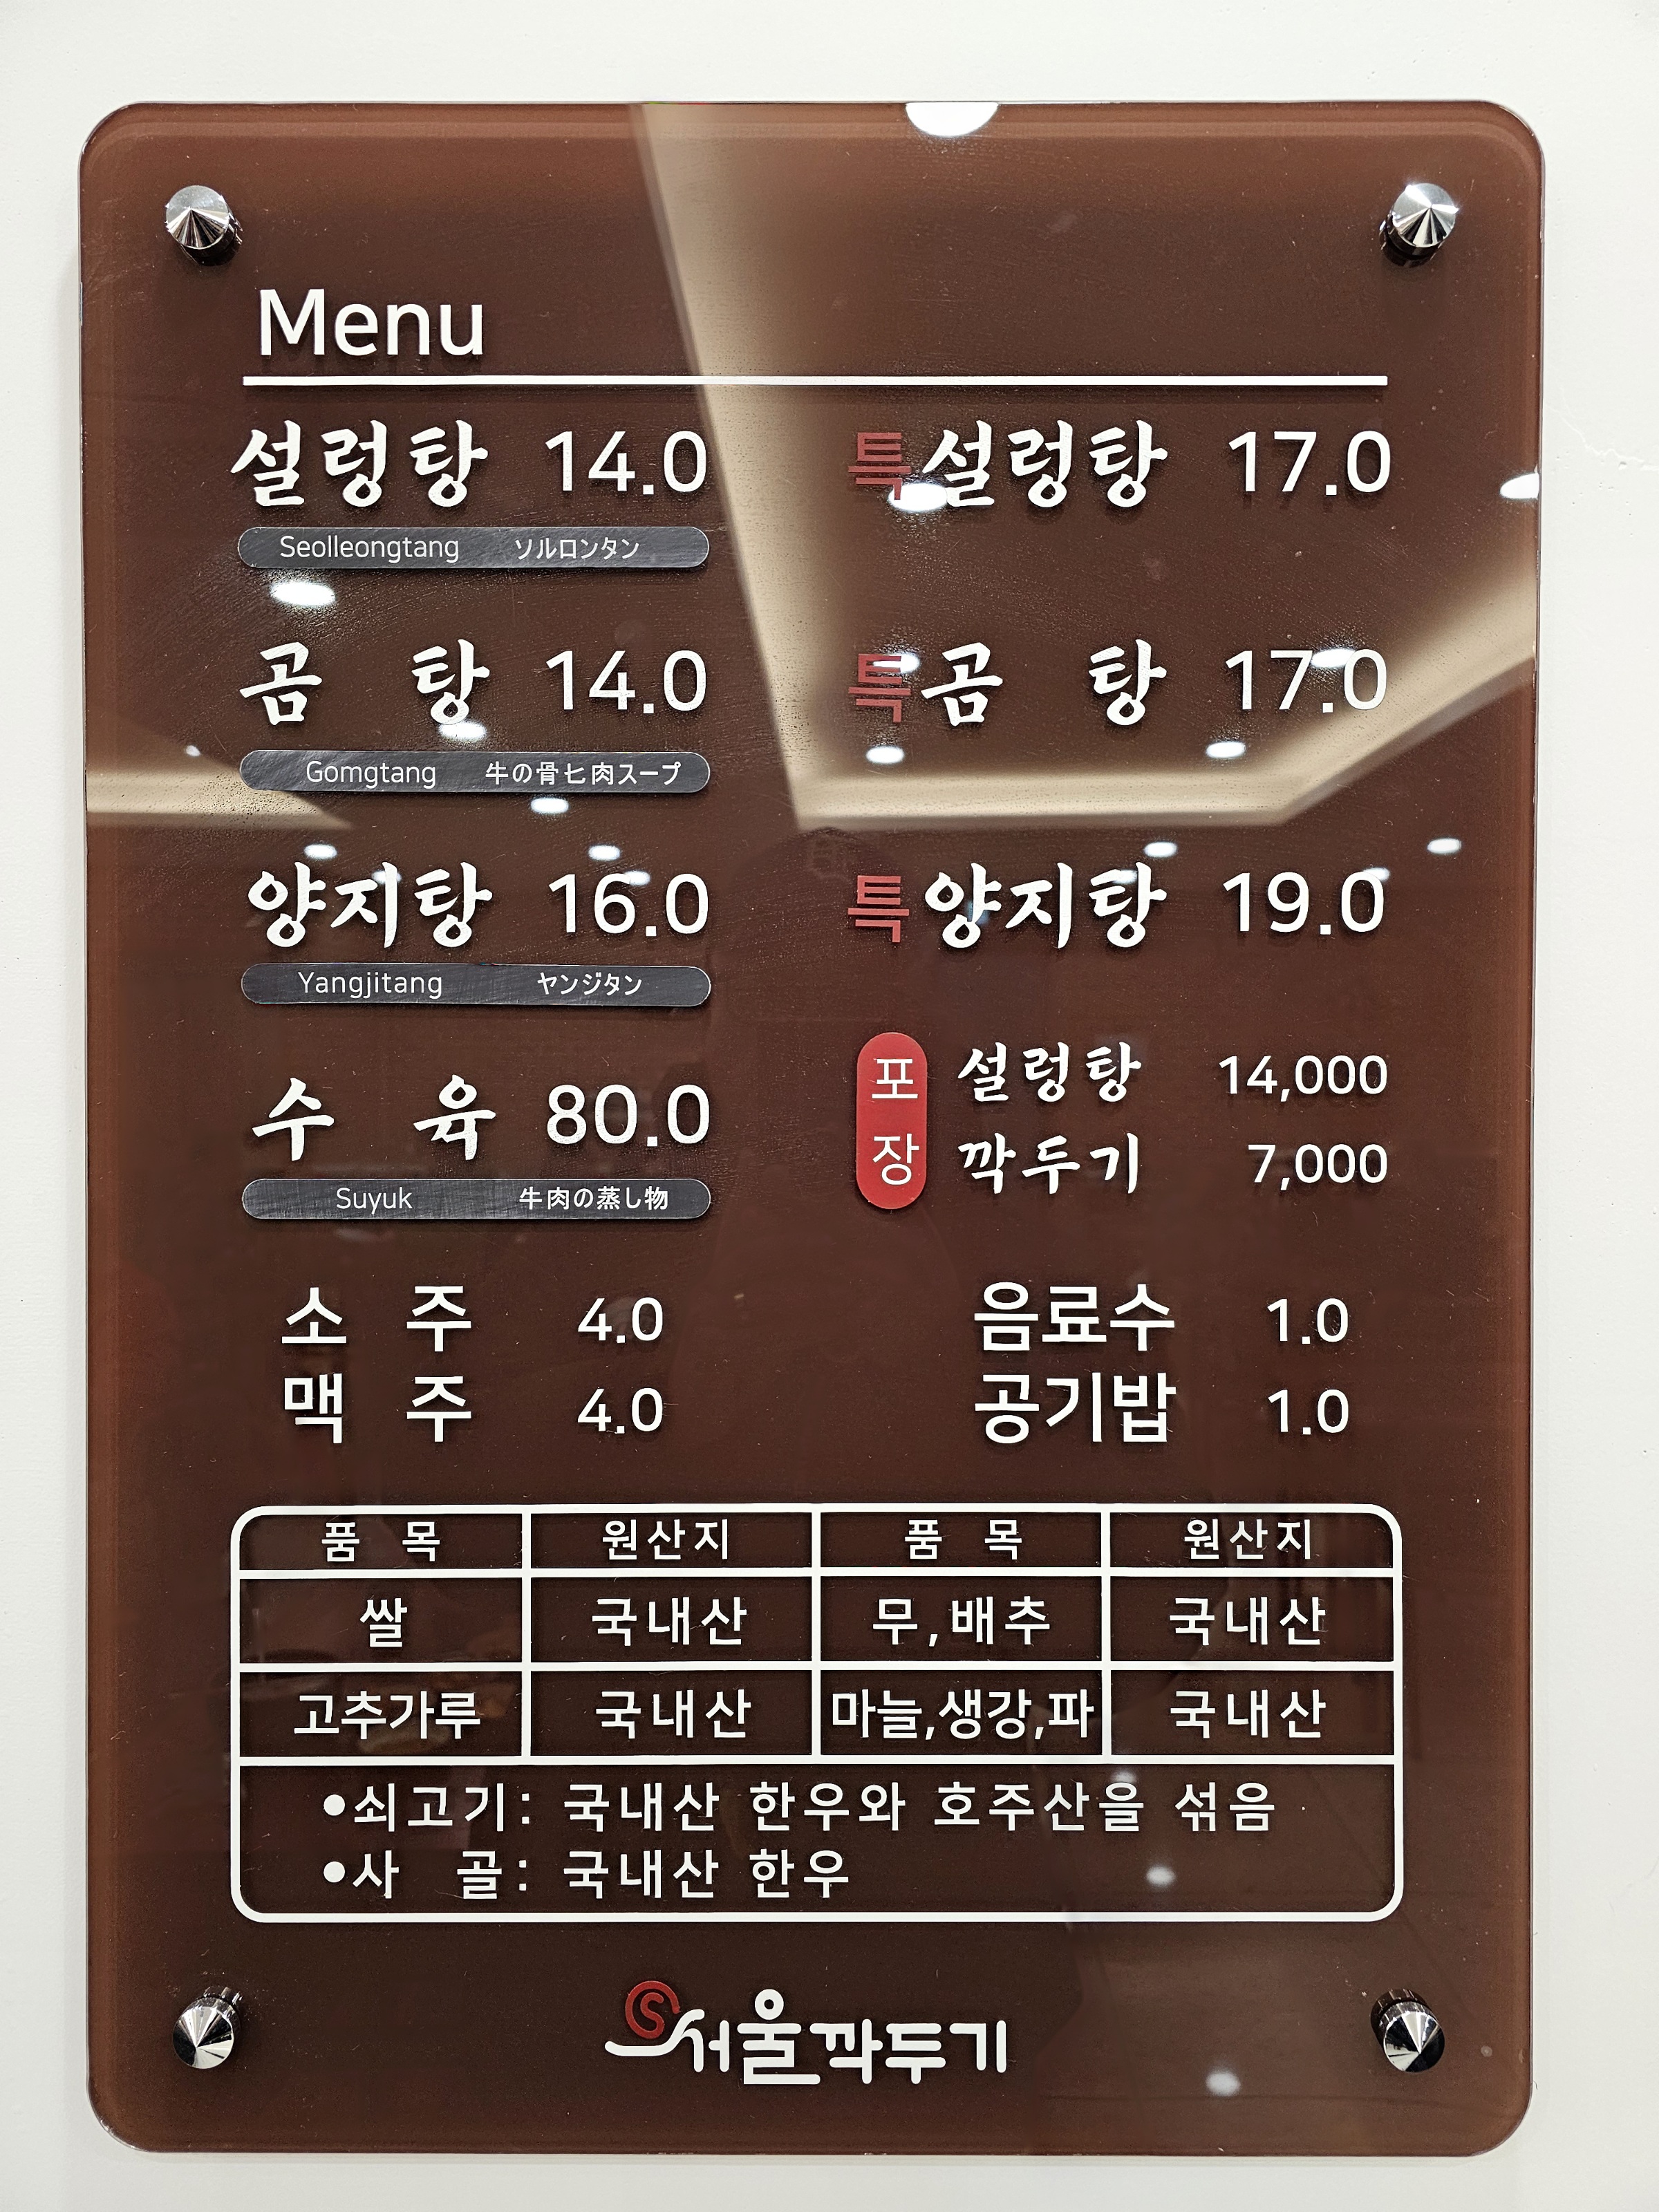 Menu
설렁탕 14.0 특설렁탕 17.0
Seolleongtang ソルロンタン
곰 탕 14.0 특곰 탕 17.0
Gomgtang 牛の骨ヒ肉スープ
양지탕 16.0 특양지탕 19.0
Yangjitang ヤンジタン
포장 설렁탕 14,000
깍두기 7,000
수 육 80.0
Suyuk 牛肉の蒸し物
소 주 4.0 음료수 1.0
맥 주 4.0 공기밥 1.0
품 목 원산지 품 목 원산지
쌀 국내산 무,배추 국내산
고추가루 국내산 마늘,생강,파 국내산
•쇠고기: 국내산 한우와 호주산을 섞음
•사 골: 국내산 한우
S서울깍두기